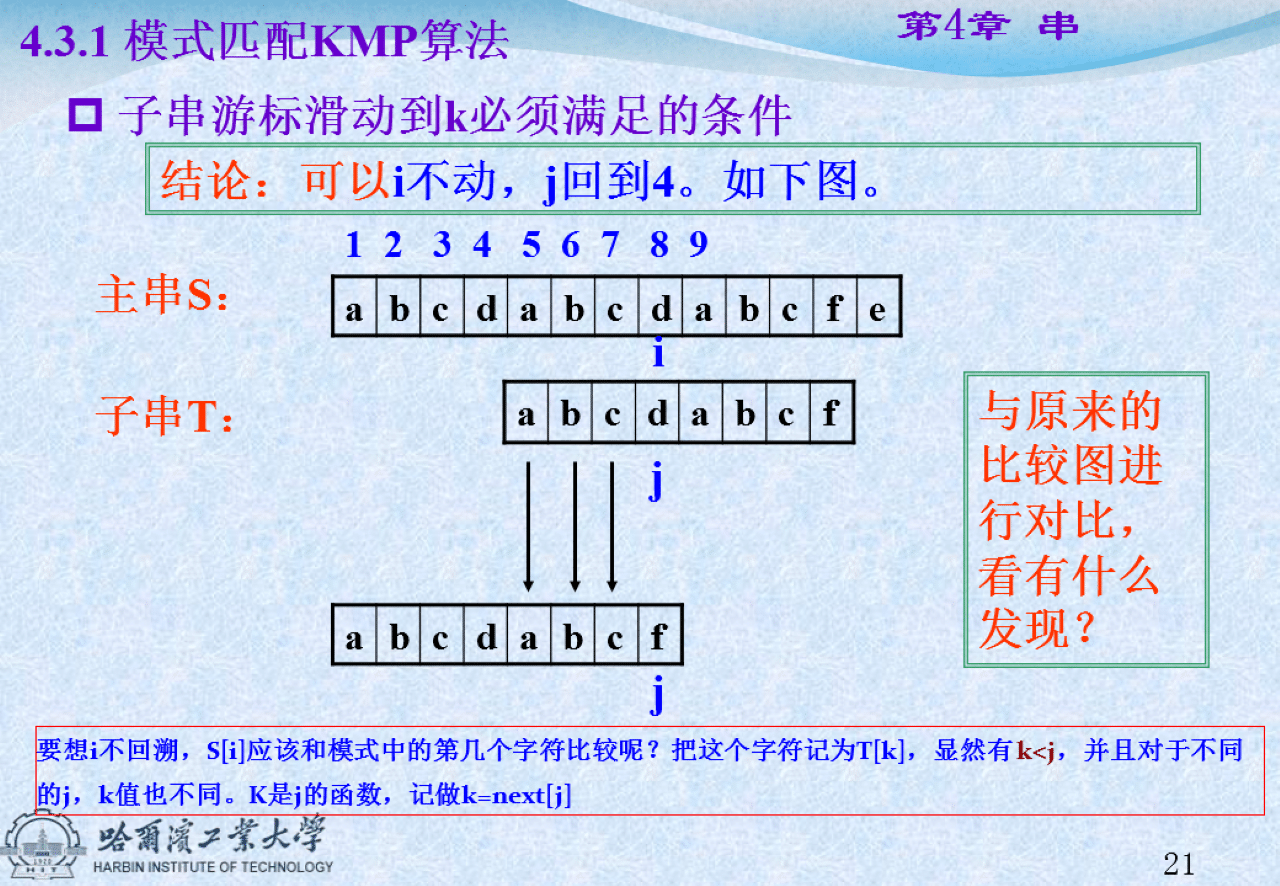 4.3.1 模式匹配KMP算法
第4章 串
子串游标滑动到k必须满足的条件
结论：可以i不动，j回到4。如下图。
1 2 3 4 5 6 7 8 9
主串S：
a b c d a b c d a b c f e
i
子串T：
a b c d a b c f
j
a b c d a b c f
j
与原来的
比较图进
行对比，
看有什么
发现？
要想i不回溯，S[i]应该和模式中的第几个字符比较呢？把这个字符记为T[k]，显然有k<j，并且对于不同
的j，k值也不同。K是j的函数，记做k=next[j]
哈爾濱工業大學
HARBIN INSTITUTE OF TECHNOLOGY
1920
HIT
21